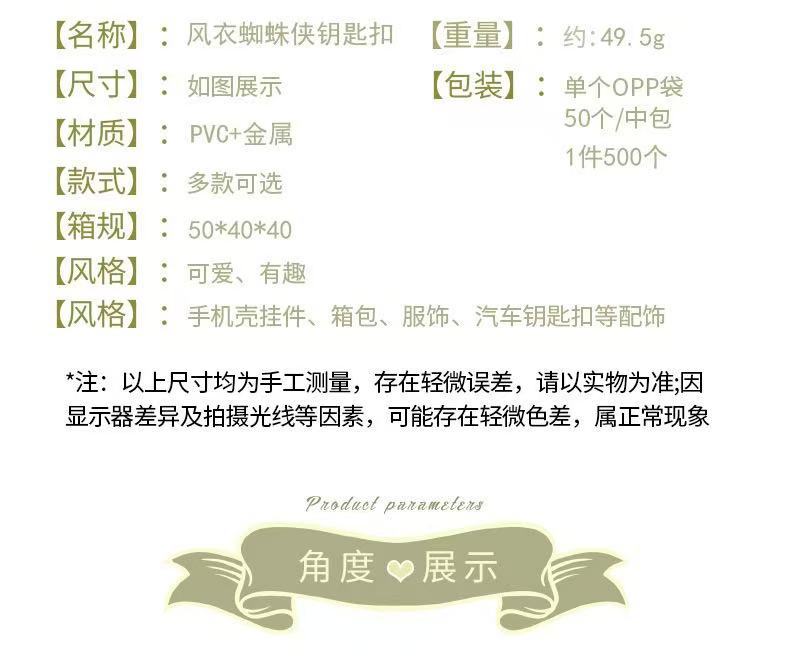 【名称】：风衣蜘蛛侠钥匙扣
【重量】：约:49.5g
【尺寸】：如图展示
【包装】：单个OPP袋
50个/中包
1件500个
【材质】：PVC+金属
【款式】：多款可选
【箱规】：50*40*40
【风格】：可爱、有趣
【风格】：手机壳挂件、箱包、服饰、汽车钥匙扣等配饰
*注：以上尺寸均为手工测量，存在轻微误差，请以实物为准;因
显示器差异及拍摄光线等因素，可能存在轻微色差，属正常现象
Product parameters
角度展示